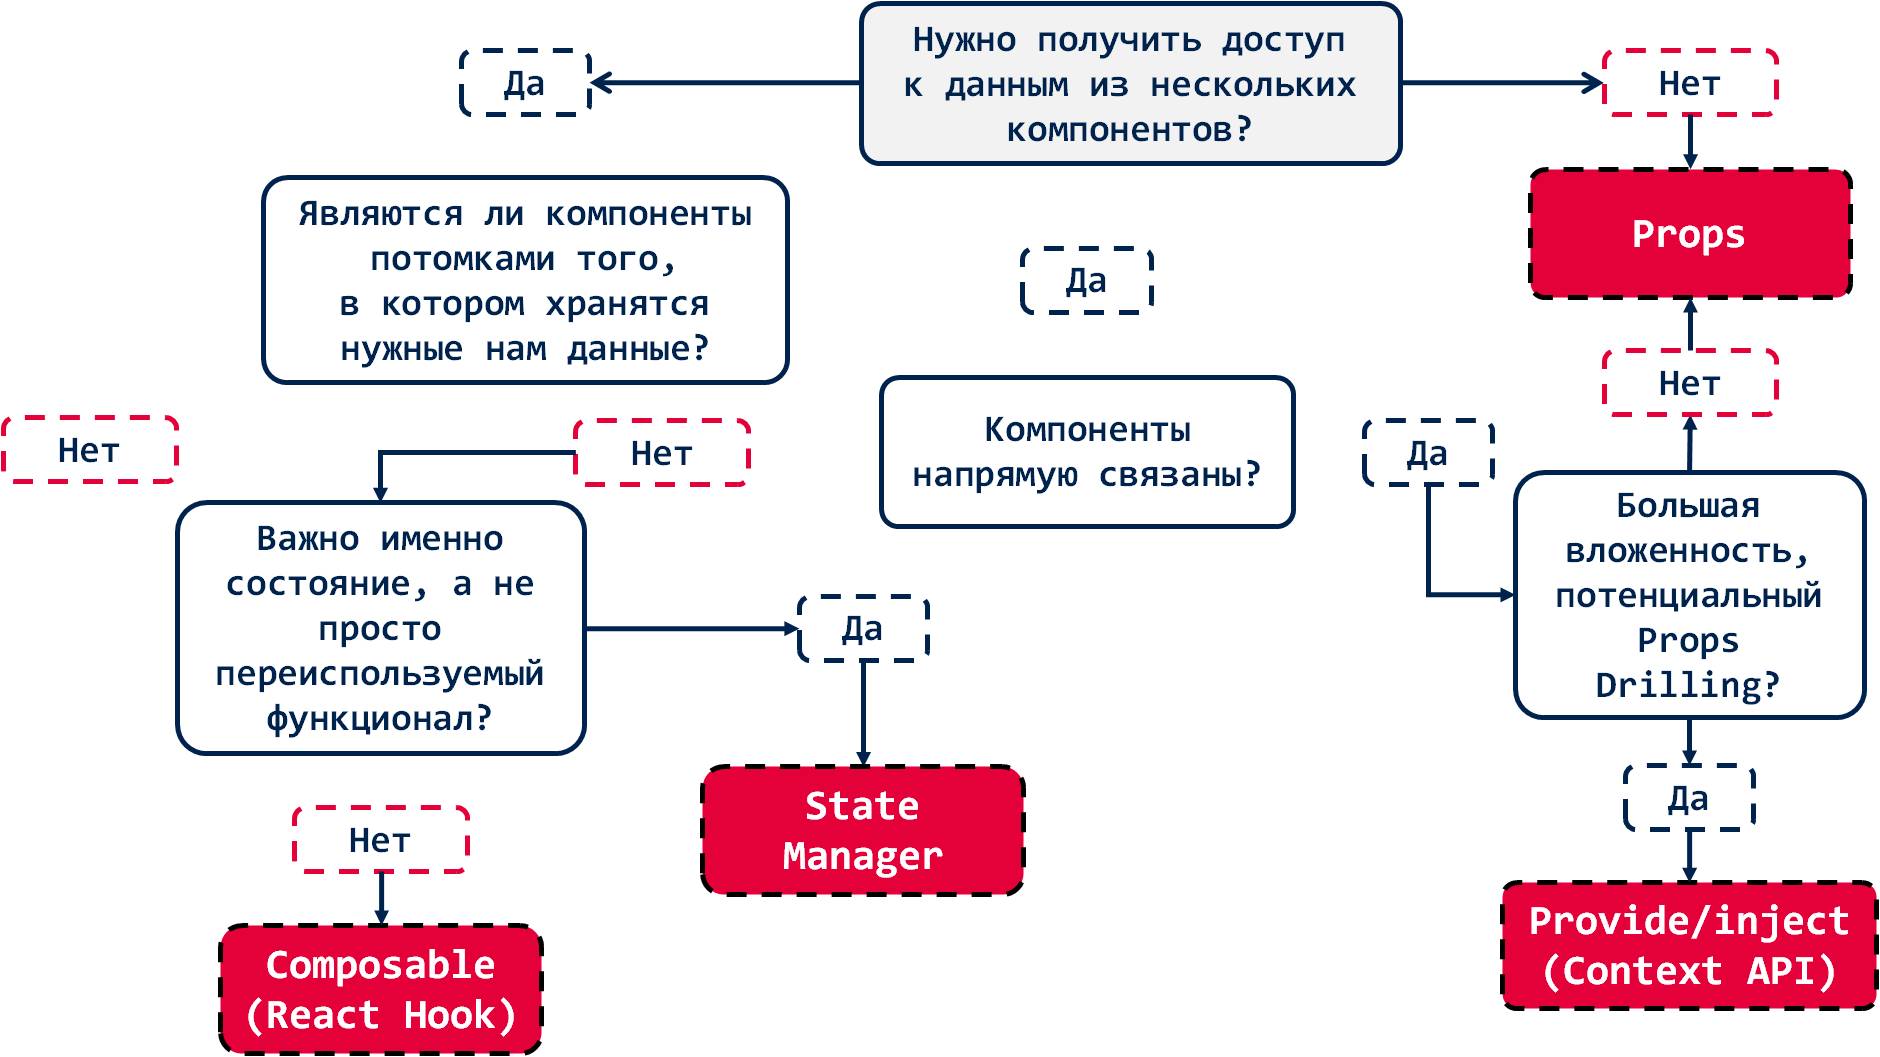 Нужно получить доступ
к данным из нескольких
компонентов?
Да
Нет
Props
Являются ли компоненты
потомками того,
в котором хранятся
нужные нам данные?
Да
Нет
Нет
Нет
Компоненты
напрямую связаны?
Да
Большая
вложенность,
потенциальный
Props
Drilling?
Важно именно
состояние, а не
просто
переиспользуемый
функционал?
Да
State
Manager
Да
Нет
Provide/inject
(Context API)
Composable
(React Hook)